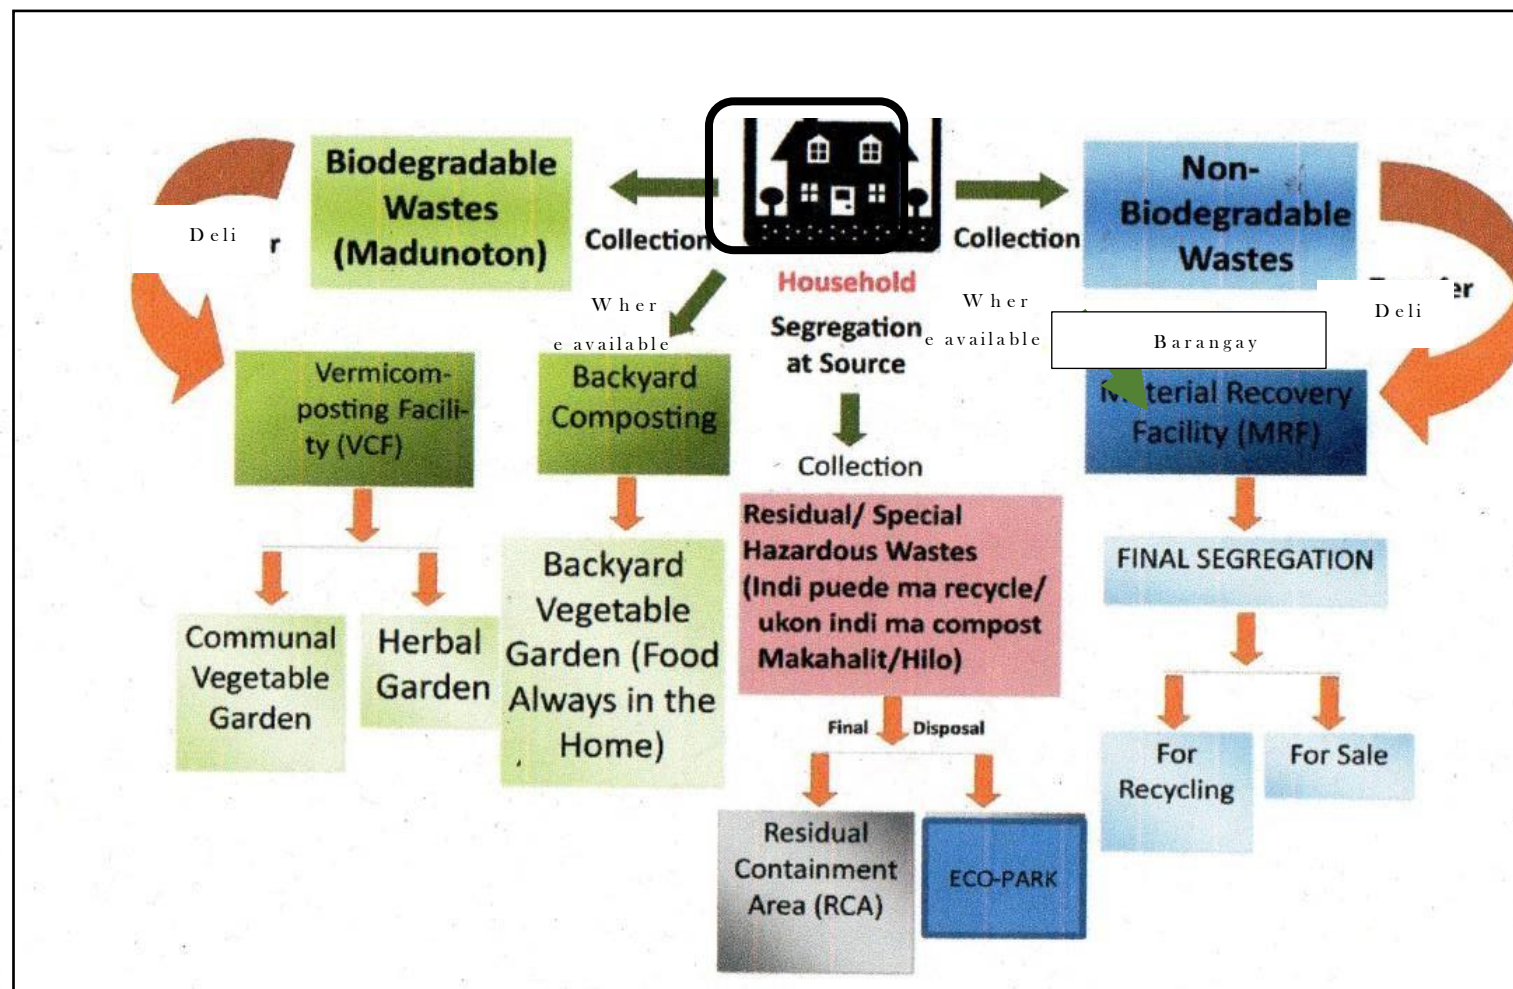 Biodegradable
Wastes
(Madunoton)
Deli
r
Collection
Household
Segregation
at Source
Collection
Non-
Biodegradable
Wastes
Deli
er
Wher
e available
Wher
e available
Barangay
Vermicom-
posting Facili-
ty (VCF)
Backyard
Composting
Material Recovery
Facility (MRF)
Collection
Residual/ Special
Hazardous Wastes
(Indi puede ma recycle/
ukon indi ma compost
Makahalit/Hilo)
FINAL SEGREGATION
Communal
Vegetable
Garden
Herbal
Garden
Backyard
Vegetable
Garden (Food
Always in the
Home)
Final Disposal
For
Recycling
For Sale
Residual
Containment
Area (RCA)
ECO-PARK